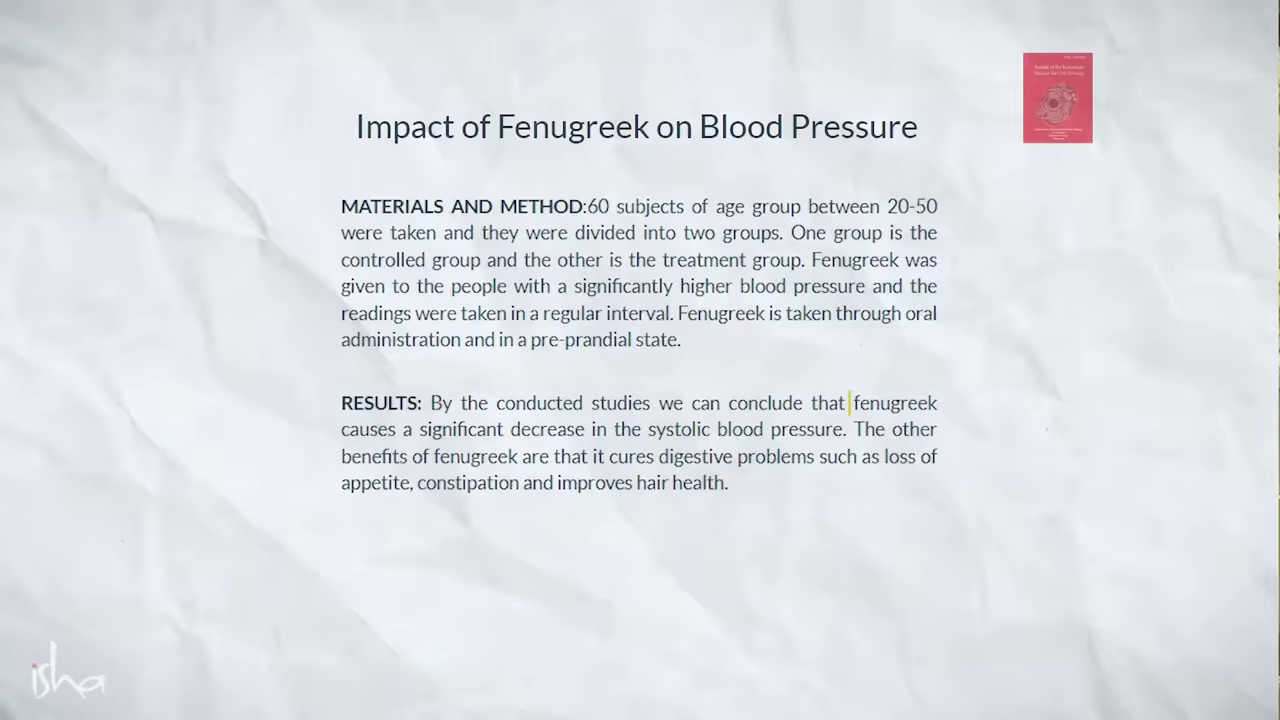 Impact of Fenugreek on Blood Pressure
MATERIALS AND METHOD:60 subjects of age group between 20-50
were taken and they were divided into two groups. One group is the
controlled group and the other is the treatment group. Fenugreek was
given to the people with a significantly higher blood pressure and the
readings were taken in a regular interval. Fenugreek is taken through oral
administration and in a pre-prandial state.
RESULTS: By the conducted studies we can conclude that fenugreek
causes a significant decrease in the systolic blood pressure. The other
benefits of fenugreek are that it cures digestive problems such as loss of
appetite, constipation and improves hair health.
isha